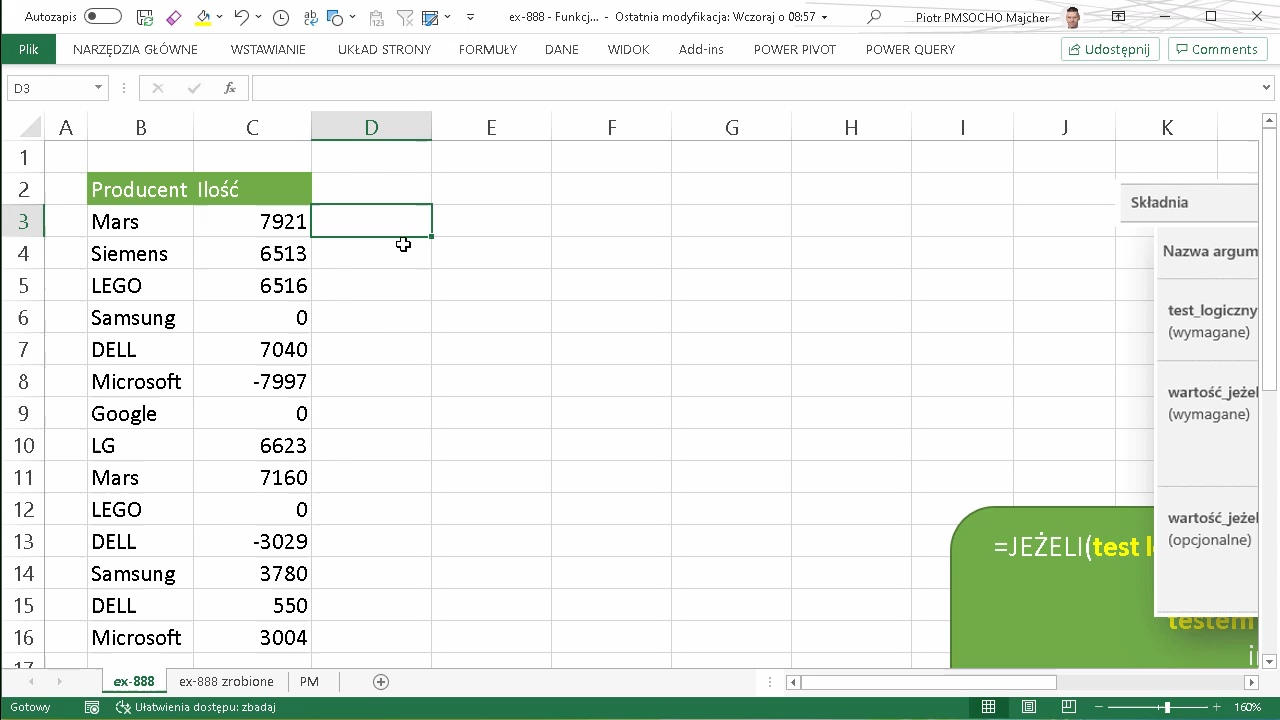 Autozapis
ex-888 - Funkcj... - Ostatnia modyfikacja: Wczoraj o 08:57
Piotr PMSOCHO Majcher
Plik NARZĘDZIA GŁÓWNE WSTAWIANIE UKŁAD STRONY FORMUŁY DANE WIDOK Add-ins POWER PIVOT POWER QUERY Udostępnij Comments
D3 fx
A B C D E F G H I J K
1
2 Producent Ilość
Składnia
3 Mars 7921
Nazwa argum
4 Siemens 6513
5 LEGO 6516
test_logiczny
6 Samsung 0
(wymagane)
7 DELL 7040
8 Microsoft -7997
wartość_jeżel
9 Google 0
(wymagane)
10 LG 6623
11 Mars 7160
12 LEGO 0
wartość_jeżel
13 DELL -3029
(opcjonalne)
=JEŻELI(test l
14 Samsung 3780
15 DELL 550
testem
16 Microsoft 3004
17
ex-888 ex-888 zrobione PM
Gotowy Ułatwienia dostępu: zbadaj 160%